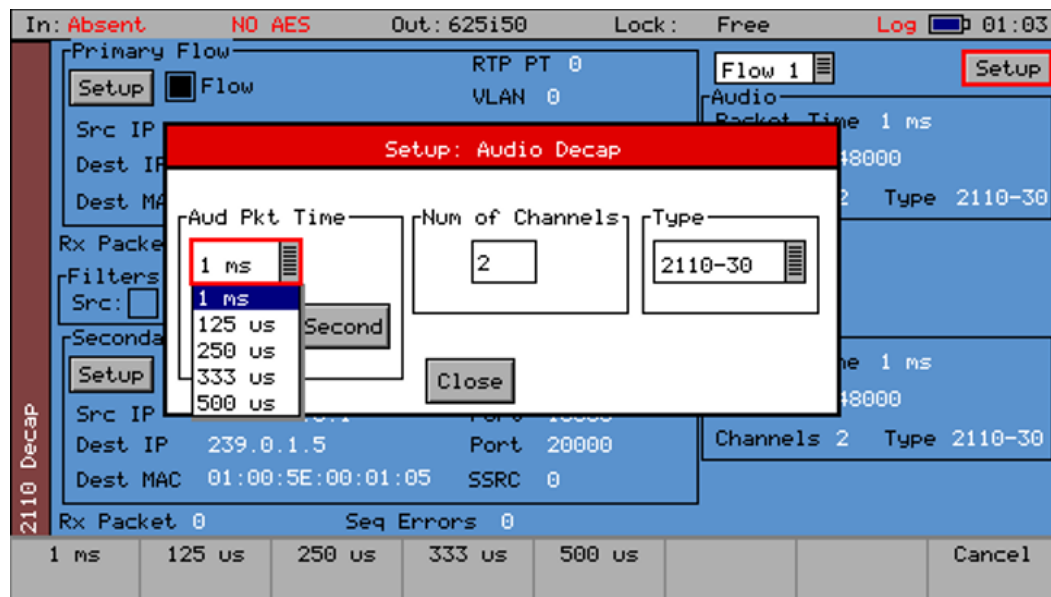 In: Absent NO AES Out: 625i50 Lock: Free Log 01:03
Primary Flow
Setup Flow
RTP PT 0
VLAN 0
Flow 1
Setup
Audio
Packet Time 1 ms
Src IP
Dest IP
48000
Dest MA
2 Type 2110-30
Setup: Audio Decap
Aud Pkt Time
1 ms
1 ms
125 us
250 us
333 us
500 us
Second
Num of Channels
2
Type
2110-30
Close
Rx Packe
Filters
Src:
Seconda
Setup
Src IP
Dest IP 239.0.1.5 Port 20000
Dest MAC 01:00:5E:00:01:05 SSRC 0
Rx Packet 0 Seq Errors 0
1 ms
48000
Channels 2 Type 2110-30
2110 Decap
1 ms 125 us 250 us 333 us 500 us Cancel